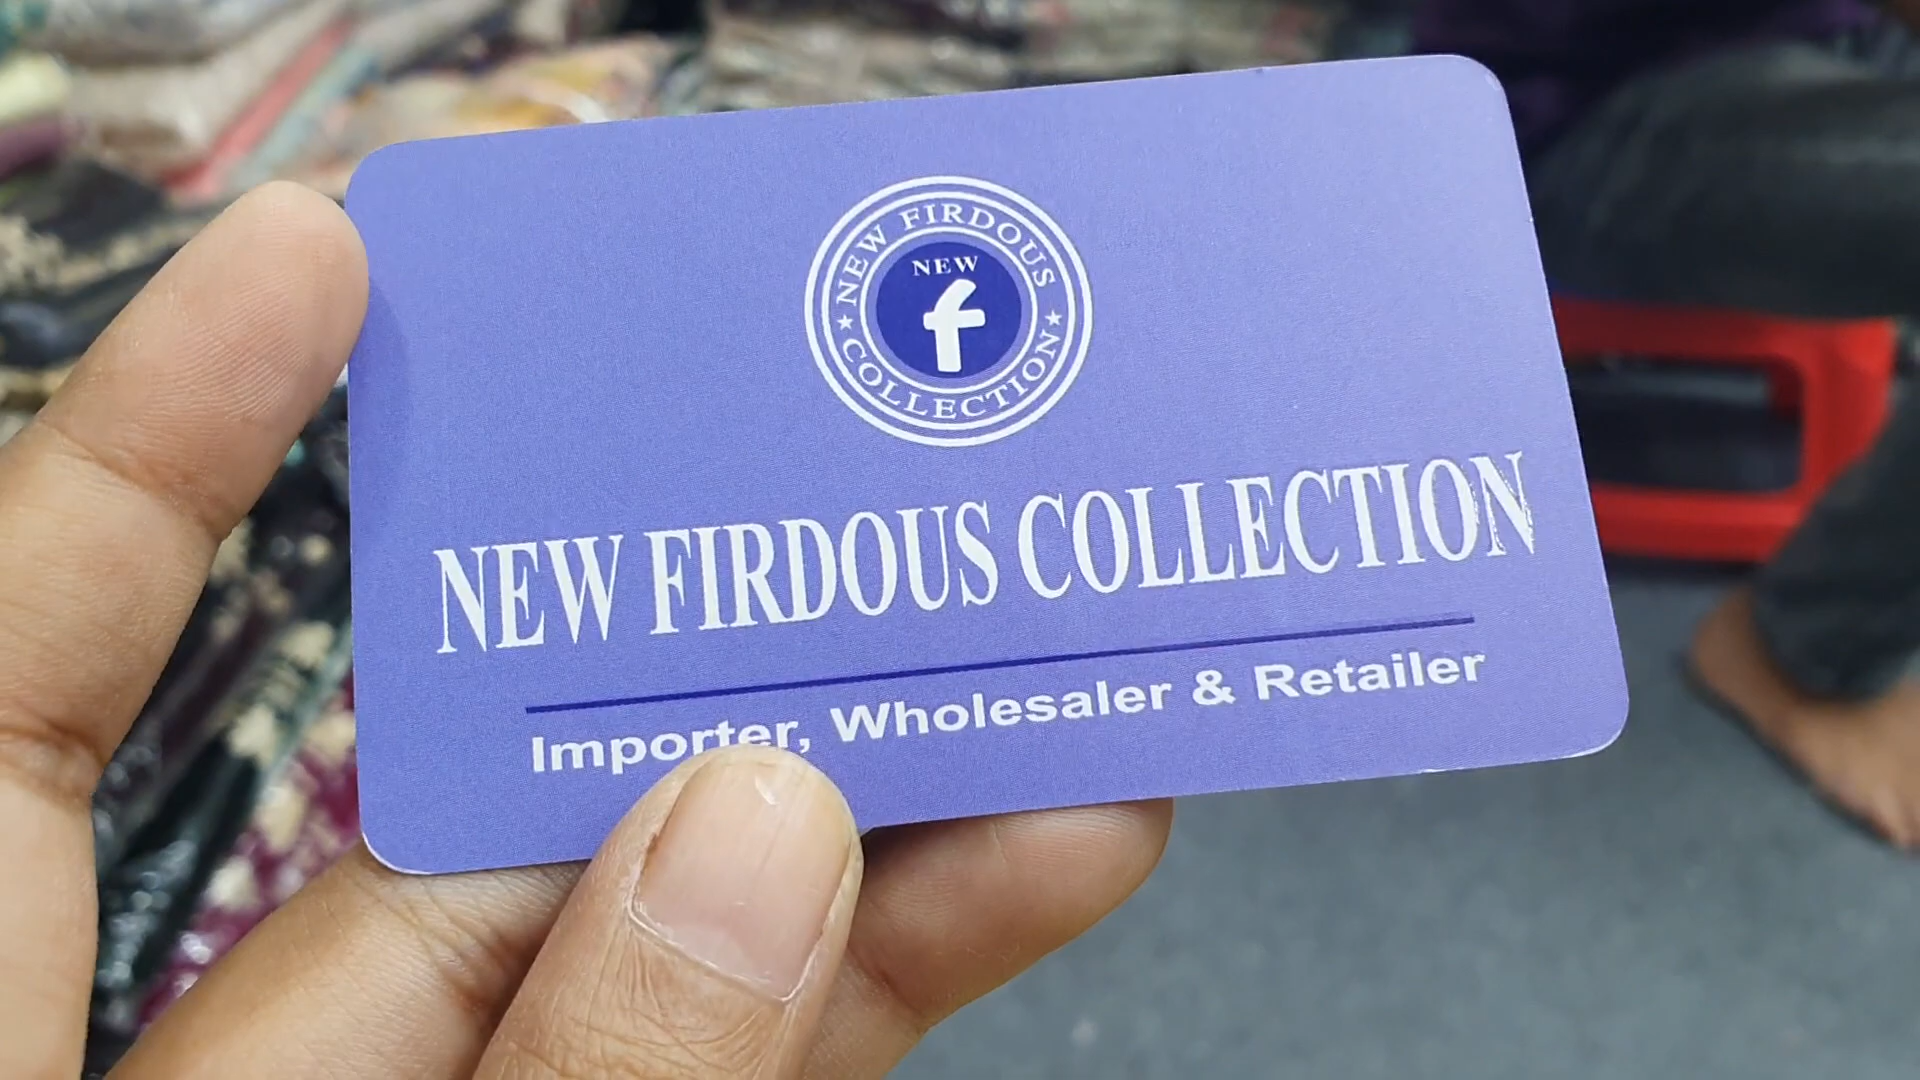 NEW FIRDOUS
NEW
f
COLLECTION
NEW FIRDOUS COLLECTION
Importer, Wholesaler & Retailer